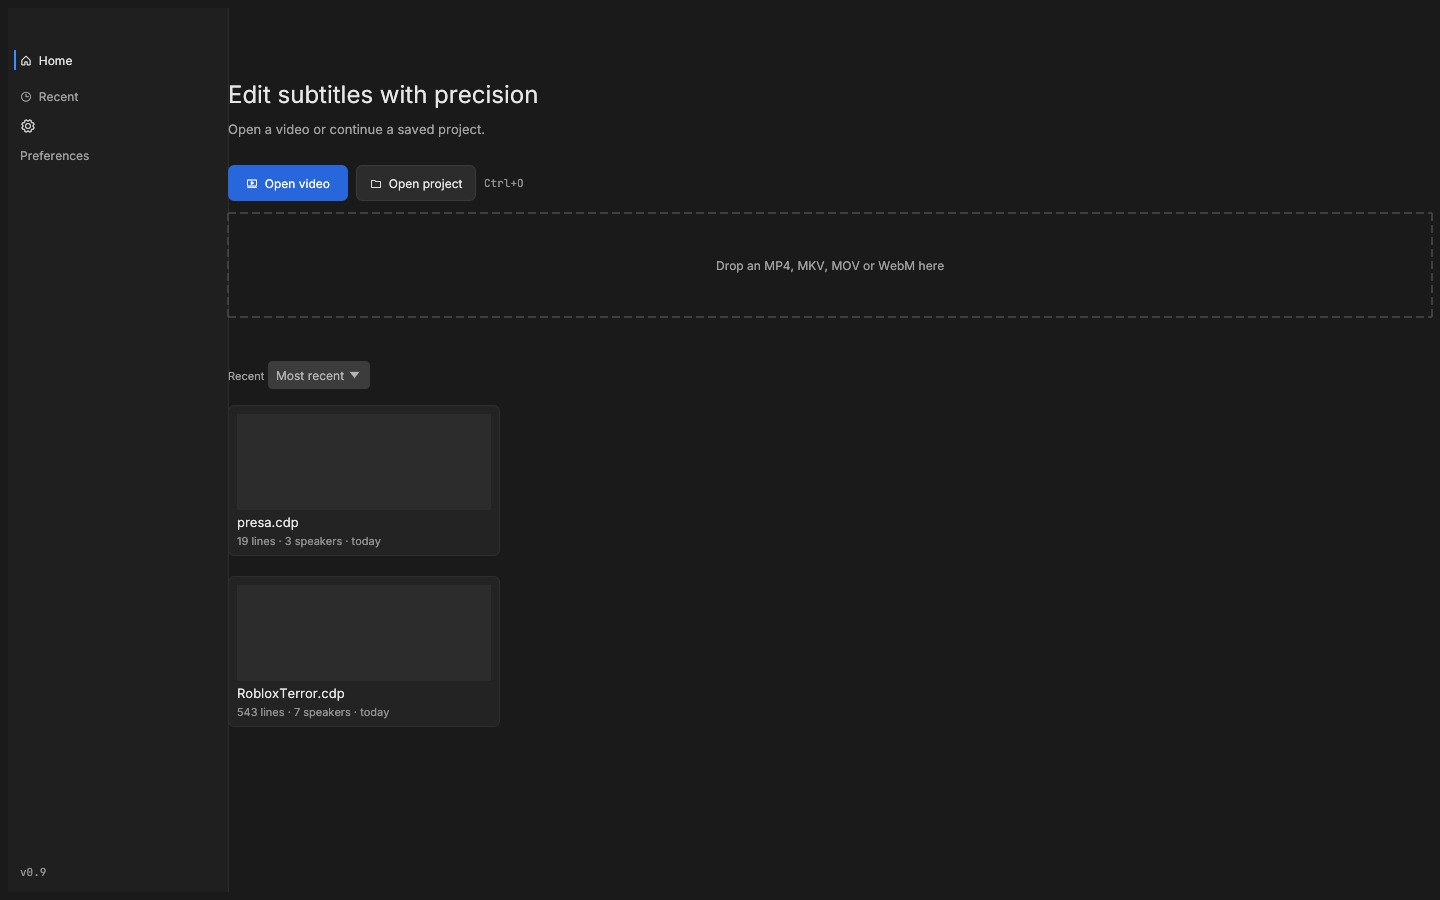 Home
Recent
Preferences
v0.9
Edit subtitles with precision
Open a video or continue a saved project.
Open video Open project Ctrl+O
Drop an MP4, MKV, MOV or WebM here
Recent Most recent
presa.cdp
19 lines · 3 speakers · today
RobloxTerror.cdp
543 lines · 7 speakers · today